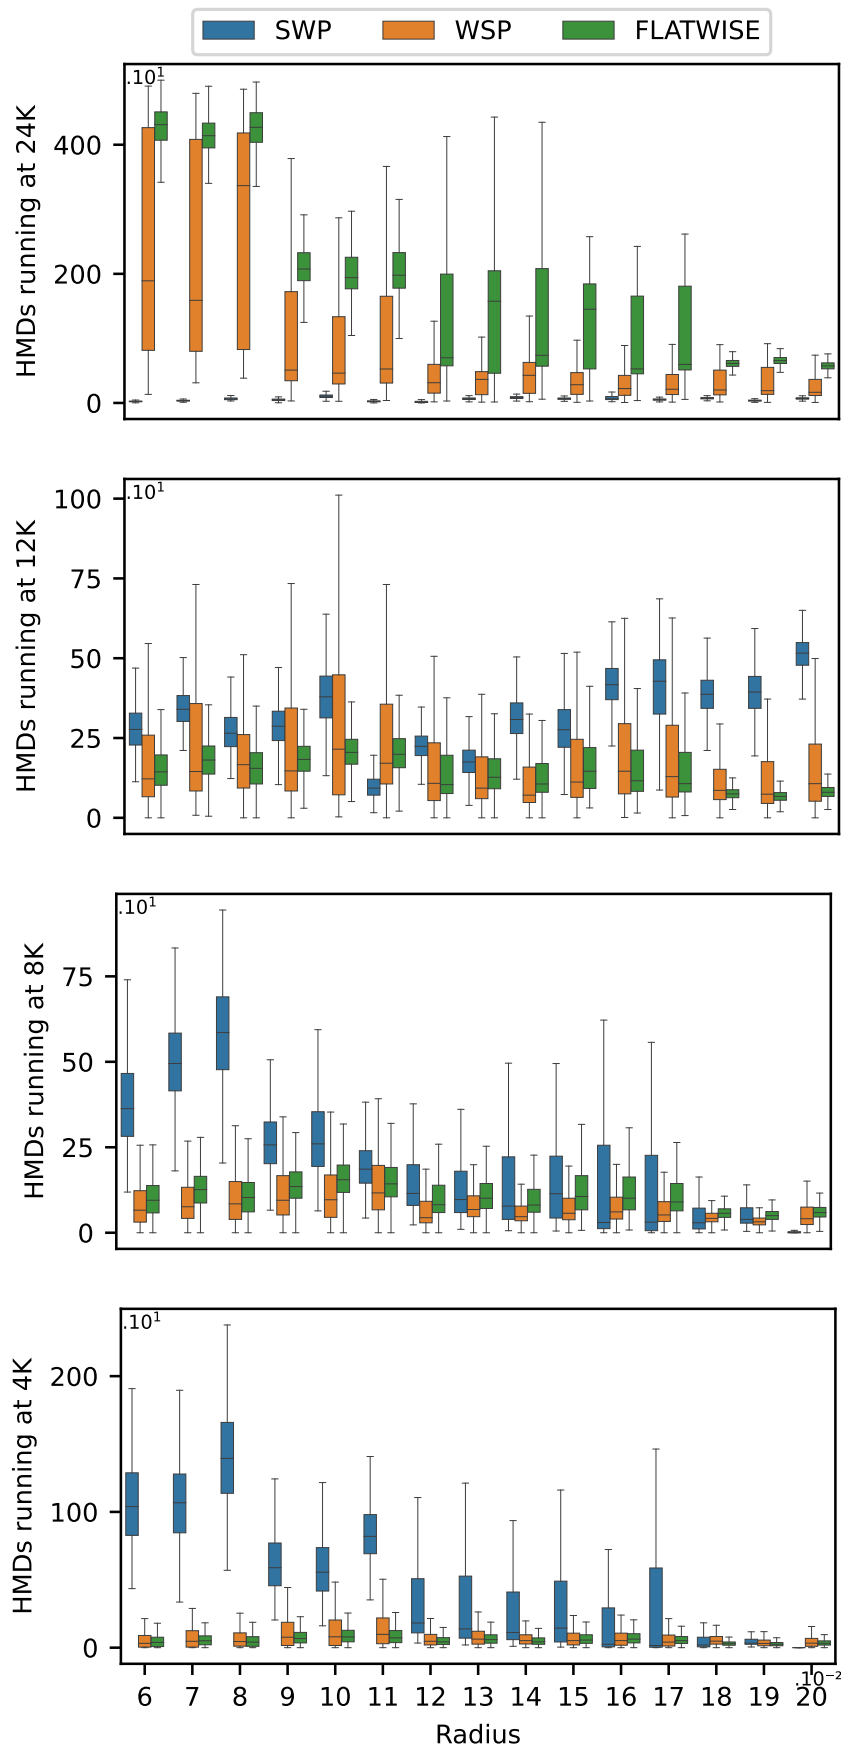 SWP WSP FLATWISE
.10¹
HMDs running at 24K
400
200
0
.10¹
HMDs running at 12K
100
75
50
25
0
.10¹
HMDs running at 8K
75
50
25
0
.10¹
HMDs running at 4K
200
100
0
.10⁻²
6 7 8 9 10 11 12 13 14 15 16 17 18 19 20
Radius